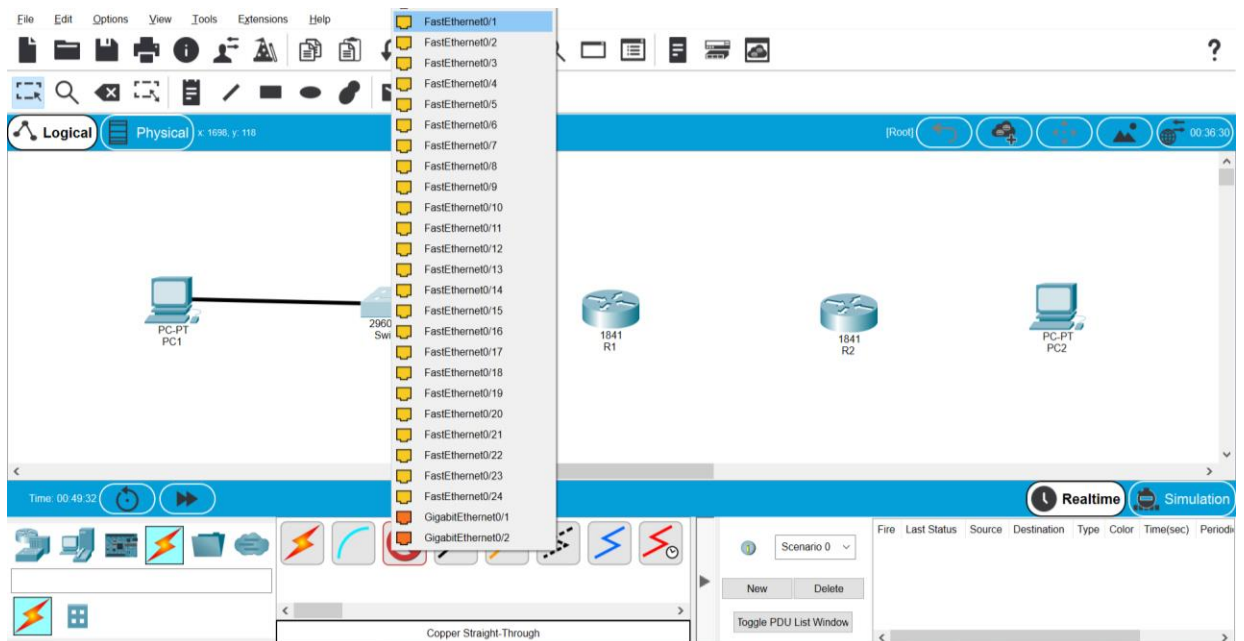 File Edit Options View Tools Extensions Help
FastEthernet0/1
FastEthernet0/2
FastEthernet0/3
FastEthernet0/4
FastEthernet0/5
FastEthernet0/6
FastEthernet0/7
FastEthernet0/8
FastEthernet0/9
FastEthernet0/10
FastEthernet0/11
FastEthernet0/12
FastEthernet0/13
FastEthernet0/14
FastEthernet0/15
FastEthernet0/16
FastEthernet0/17
FastEthernet0/18
FastEthernet0/19
FastEthernet0/20
FastEthernet0/21
FastEthernet0/22
FastEthernet0/23
FastEthernet0/24
GigabitEthernet0/1
GigabitEthernet0/2
?
Logical Physical x: 1698, y: 118 [Root] 00:36:30
PC-PT
PC1
2960
Swi
1841
R1
1841
R2
PC-PT
PC2
Time: 00:49:32 Realtime Simulation
Scenario 0
New Delete
Toggle PDU List Window
Fire Last Status Source Destination Type Color Time(sec) Periodi
Copper Straight-Through